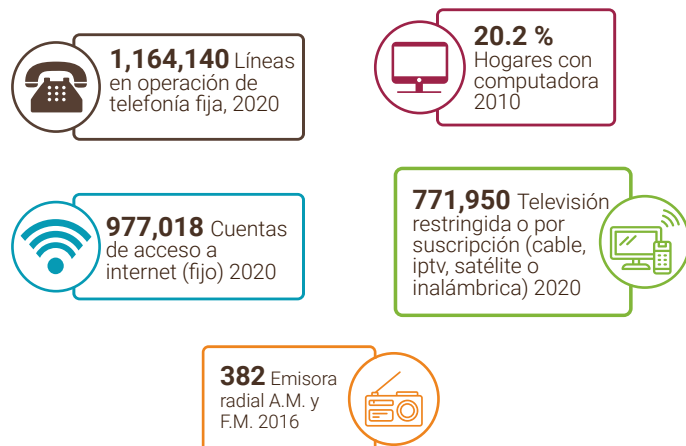 1,164,140 Líneas
en operación de
telefonía fija, 2020
20.2 %
Hogares con
computadora
2010
977,018 Cuentas
de acceso a
internet (fijo) 2020
771,950 Televisión
restringida o por
suscripción (cable,
iptv, satélite o
inalámbrica) 2020
382 Emisora
radial A.M. y
F.M. 2016